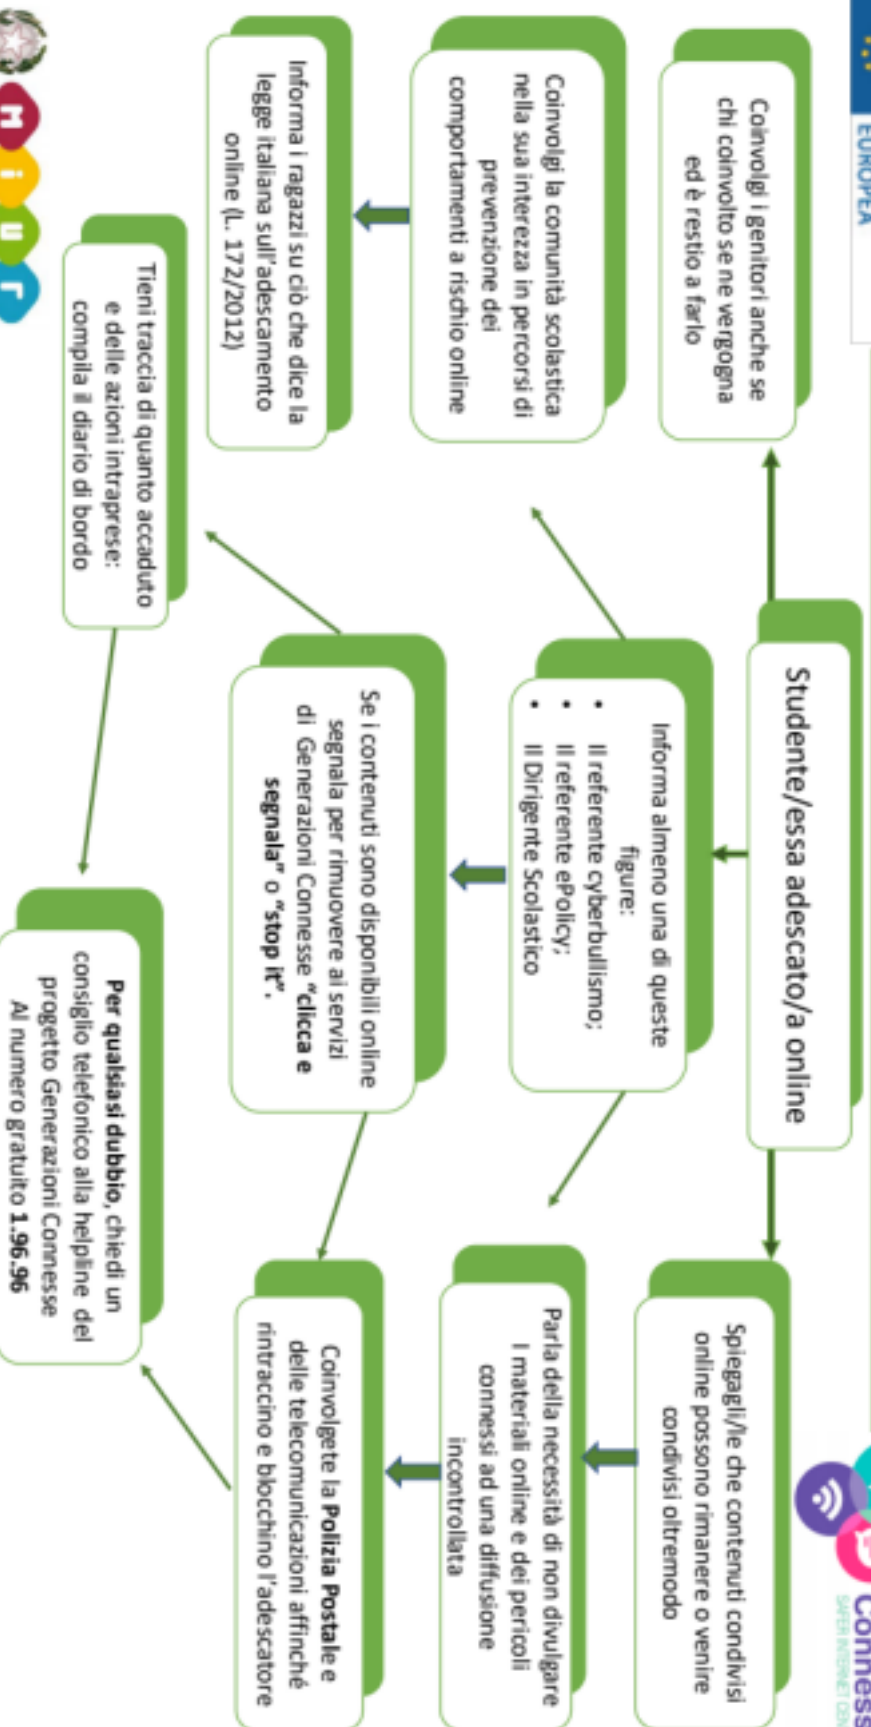 EUROPEA
Conness
SAFER INTERNET CEN
Studente/essa adescato/a online
Coinvolgi i genitori anche se
chi coinvolto se ne vergogna
ed è restio a farlo
Informa almeno una di queste
figure:
• Il referente cyberbullismo;
• Il referente ePolicy;
• Il Dirigente Scolastico
Spiegagli/le che contenuti condivisi
online possono rimanere o venire
condivisi oltremodo
Coinvolgi la comunità scolastica
nella sua interezza in percorsi di
prevenzione dei
comportamenti a rischio online
Parla della necessità di non divulgare
I materiali online e dei pericoli
connessi ad una diffusione
incontrollata
Informa i ragazzi su ciò che dice la
legge italiana sull'adescamento
online (L. 172/2012)
Se i contenuti sono disponibili online
segnala per rimuovere ai servizi
di Generazioni Connesse "clicca e
segnala" o "stop it".
Coinvolgete la Polizia Postale e
delle telecomunicazioni affinché
rintraccino e blocchino l'adescatore
Tieni traccia di quanto accaduto
e delle azioni intraprese:
compila il diario di bordo
Per qualsiasi dubbio, chiedi un
consiglio telefonico alla helpline del
progetto Generazioni Connesse
Al numero gratuito 1.96.96
Miur